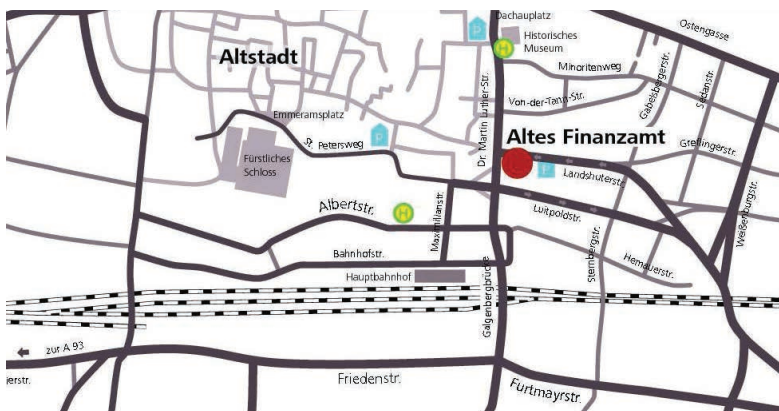 Dachauplatz
Ostengasse
Historisches
Museum
H
P
Altstadt
Minoritenweg
Gabelsbergerstr.
Sedanstr.
Von-der-Tann-Str.
Emmeramsplatz
Dr. Martin Luther-Str.
St. Petersweg
P
Altes Finanzamt
Greflingerstr.
Fürstliches
Schloss
P
Landshuterstr.
Albertstr.
H
Maximilianstr.
Luitpoldstr.
Weißenburgstr.
Bahnhofstr.
Sternbergstr.
Hemauerstr.
Hauptbahnhof
Galgenbergbrücke
zur A 93
Friedenstr.
Furtmayrstr.